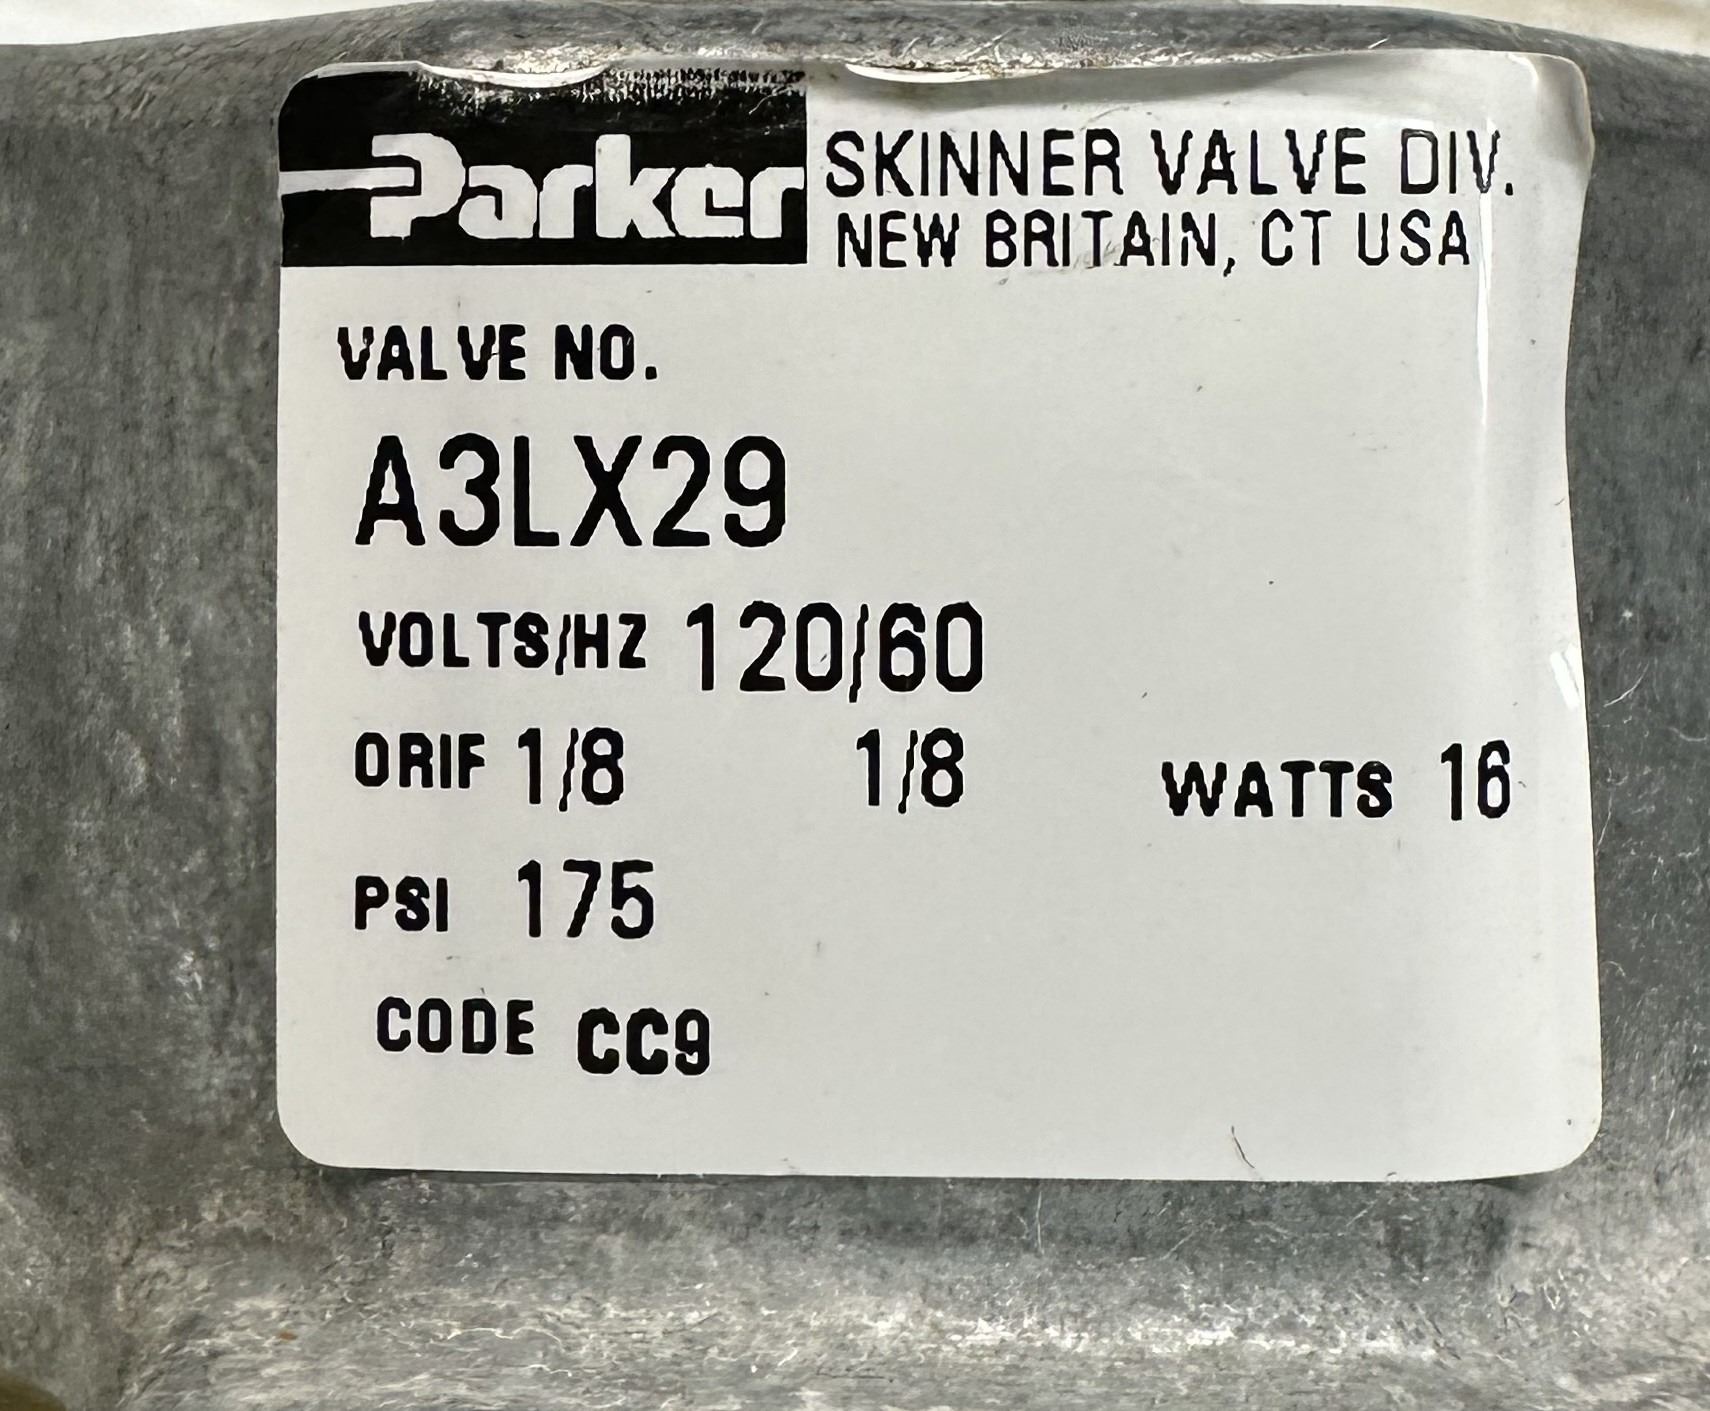 Parker SKINNER VALVE DIV.
NEW BRITAIN, CT USA
VALVE NO.
A3LX29
VOLTS/HZ 120/60
ORIF 1/8 1/8 WATTS 16
PSI 175
CODE CC9